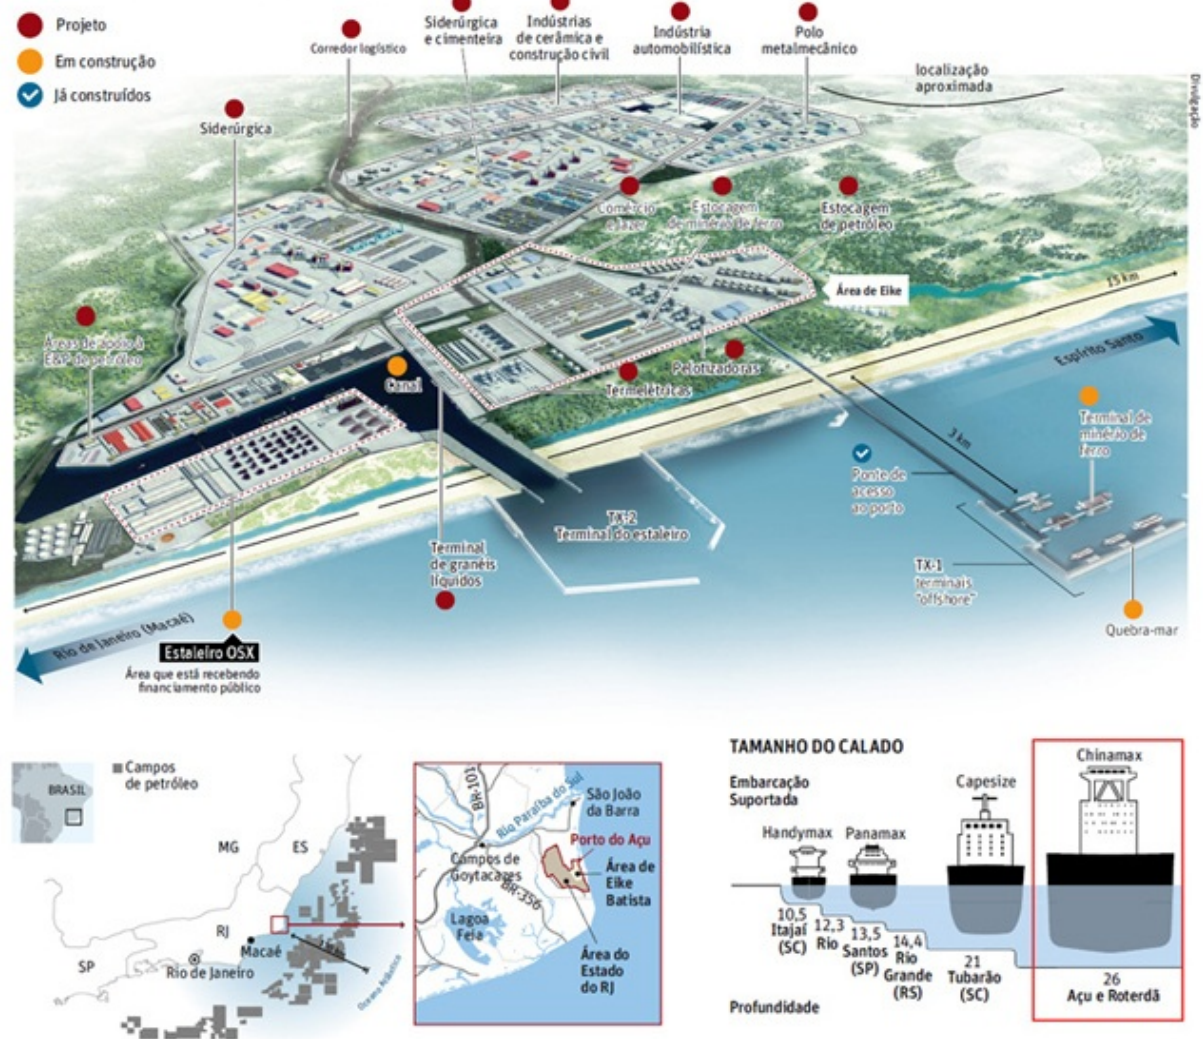 Projeto
Em construção
Já construídos
Corredor logístico
Siderúrgica
e cimenteira
Indústrias
de cerâmica e
construção civil
Indústria
automobilística
Polo
metalmecânico
localização
aproximada
Divulgação
Siderúrgica
Comércio
e lazer
Estocagem
de minério de ferro
Estocagem
de petróleo
Área de Eike
15 km
Espírito Santo
Áreas de apoio à
E&P de petróleo
Canal
Pelotizadoras
Termelétricas
3 km
Terminal de
minério de
ferro
Ponte de
acesso
ao porto
TX-2
Terminal do estaleiro
Terminal
de granéis
líquidos
TX-1
terminais
"offshore"
Quebra-mar
Rio de Janeiro (Macaé)
Estaleiro OSX
Área que está recebendo
financiamento público
BRASIL
Campos
de petróleo
MG
ES
RJ
SP
Macaé
Rio de Janeiro
Oceano Atlântico
BR-101
Rio Paraíba do Sul
São João
da Barra
Porto do Açu
Campos de
Goytacazes
BR-356
Área de
Eike
Batista
Lagoa
Feia
Área do
Estado
do RJ
TAMANHO DO CALADO
Embarcação
Suportada
Handymax
Panamax
Capesize
Chinamax
10,5
Itajaí
(SC)
12,3
Rio
13,5
Santos
(SP)
14,4
Rio
Grande
(RS)
21
Tubarão
(SC)
26
Açu e Roterdã
Profundidade